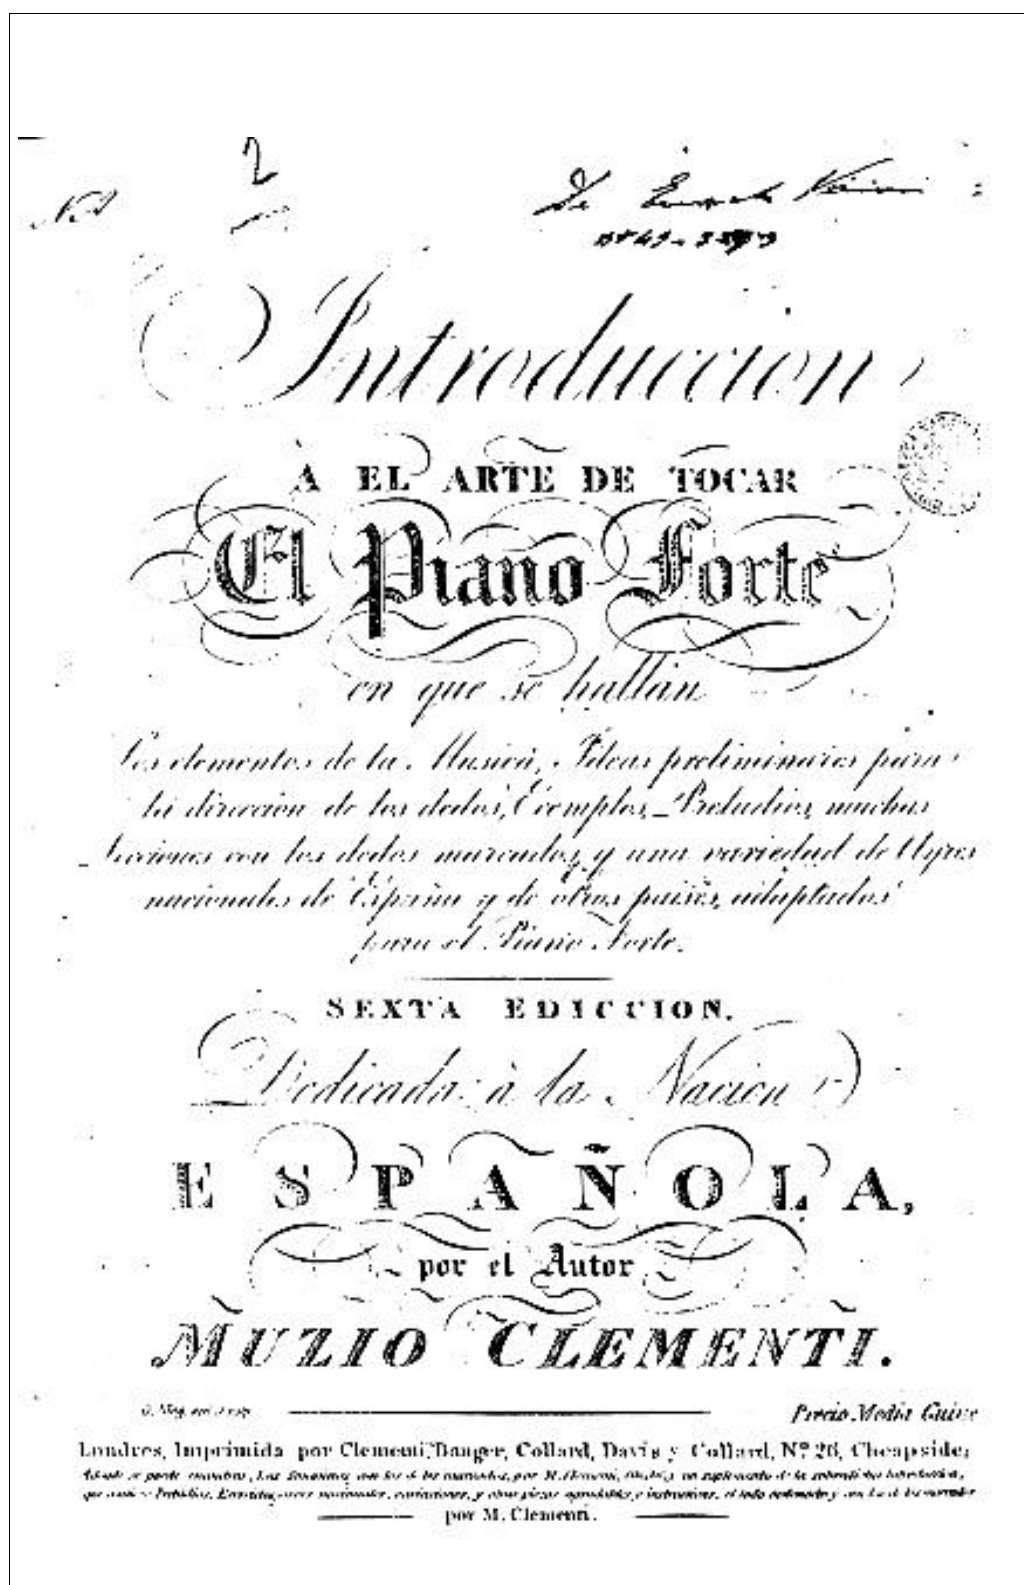 2
Introduccion
À EL ARTE DE TOCAR
El Piano Forte
en que se hallan
Los elementos de la Musica, Ideas preliminares para
la direccion de los dedos, Exemplos, Preludios, muchas
Lecciones con los dedos marcados, y una variedad de Ayres
nacionales de España y de otros paises, adaptados
para el Piano Forte.
SEXTA EDICCION.
Dedicada à la Nacion
ESPAÑOLA,
por el Autor
MUZIO CLEMENTI.
Precio Media Guinea
Londres, Imprimida por Clementi, Banger, Collard, Davis y Collard, Nº 26, Cheapside;
por M. Clementi.